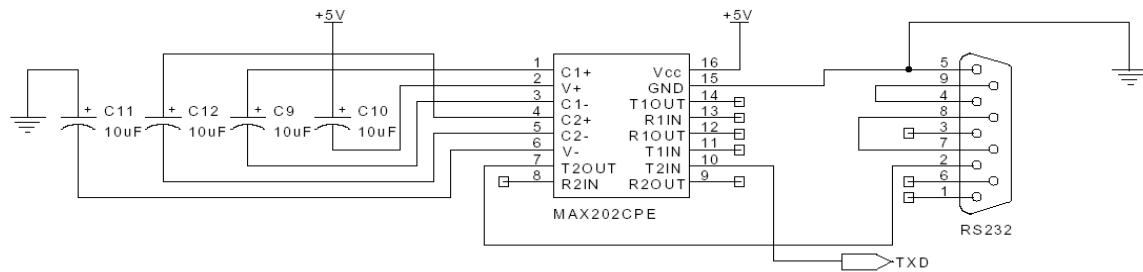 +5V
+5V
+ C11
10uF
+ C12
10uF
+ C9
10uF
+ C10
10uF
1 C1+
2 V+
3 C1-
4 C2+
5 C2-
6 V-
7 T2OUT
8 R2IN
Vcc 16
GND 15
T1OUT 14
R1IN 13
R1OUT 12
T1IN 11
T2IN 10
R2OUT 9
MAX202CPE
5
9
4
8
3
7
2
6
1
RS232
TXD